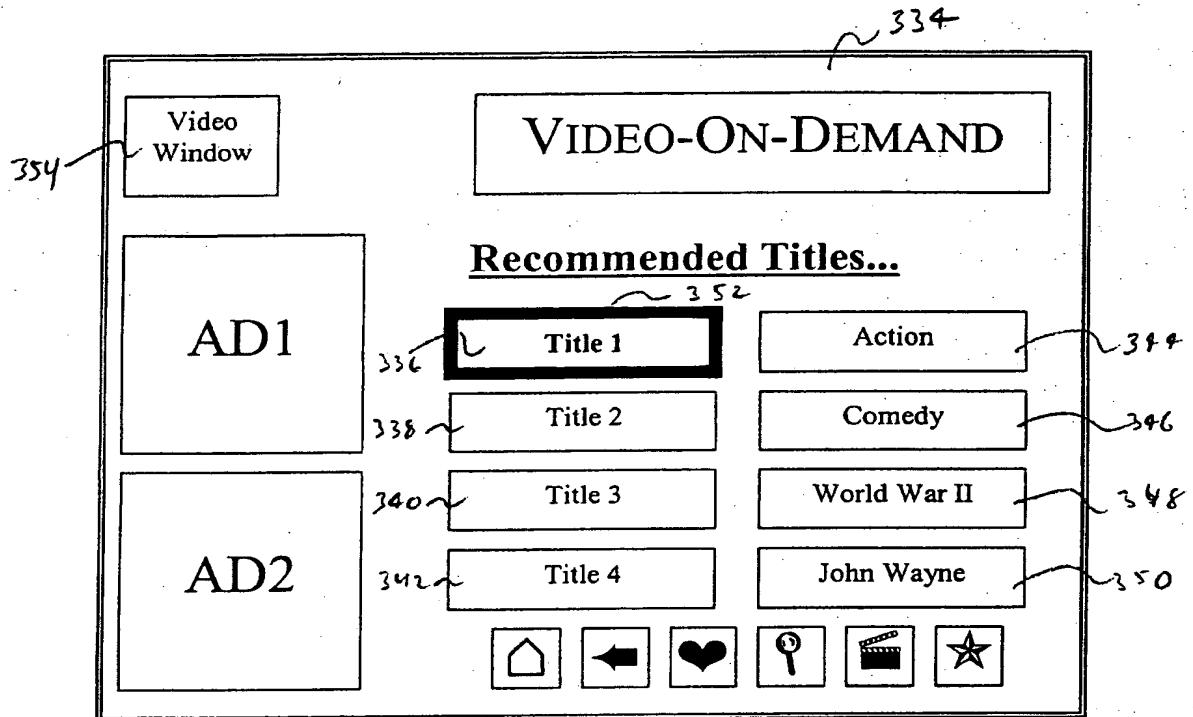 334
Video
Window
354
VIDEO-ON-DEMAND
Recommended Titles...
352
AD1
336
Title 1
Action
344
338
Title 2
Comedy
346
340
Title 3
World War II
348
AD2
342
Title 4
John Wayne
350